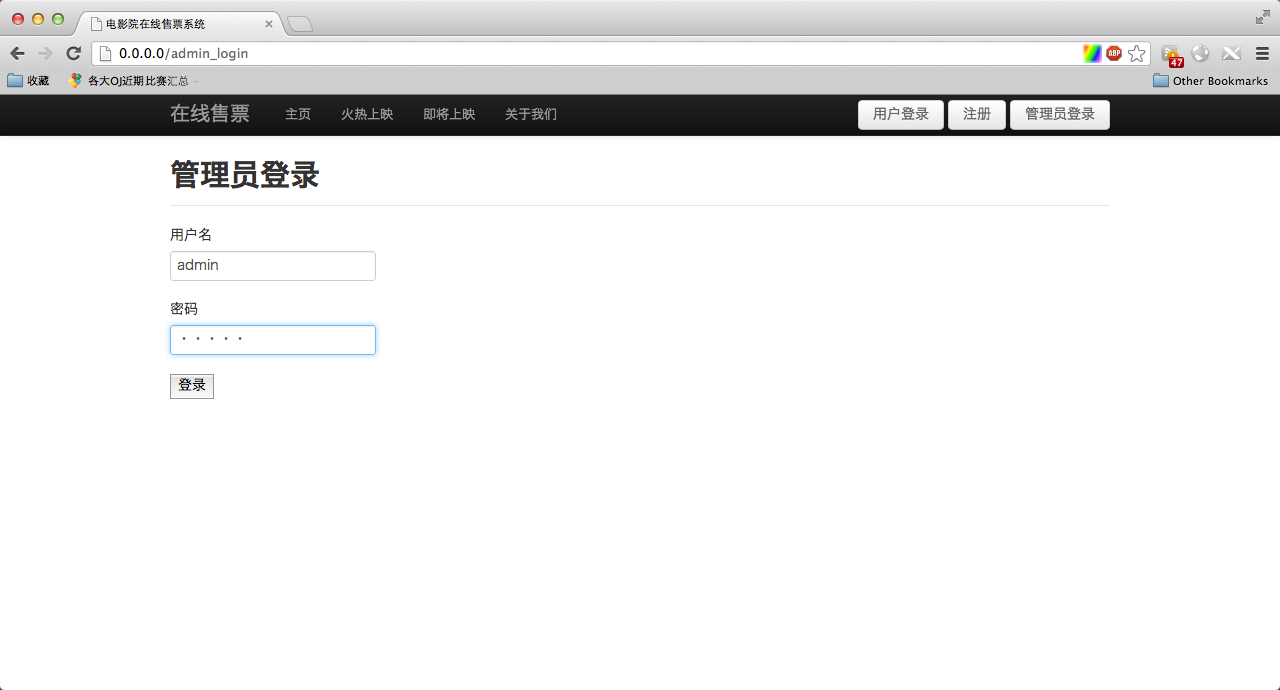 电影院在线售票系统
0.0.0.0/admin_login
ABP
47
收藏
各大OJ近期比赛汇总 -
Other Bookmarks
在线售票 主页 火热上映 即将上映 关于我们 用户登录 注册 管理员登录
管理员登录
用户名
admin
密码
·····
登录